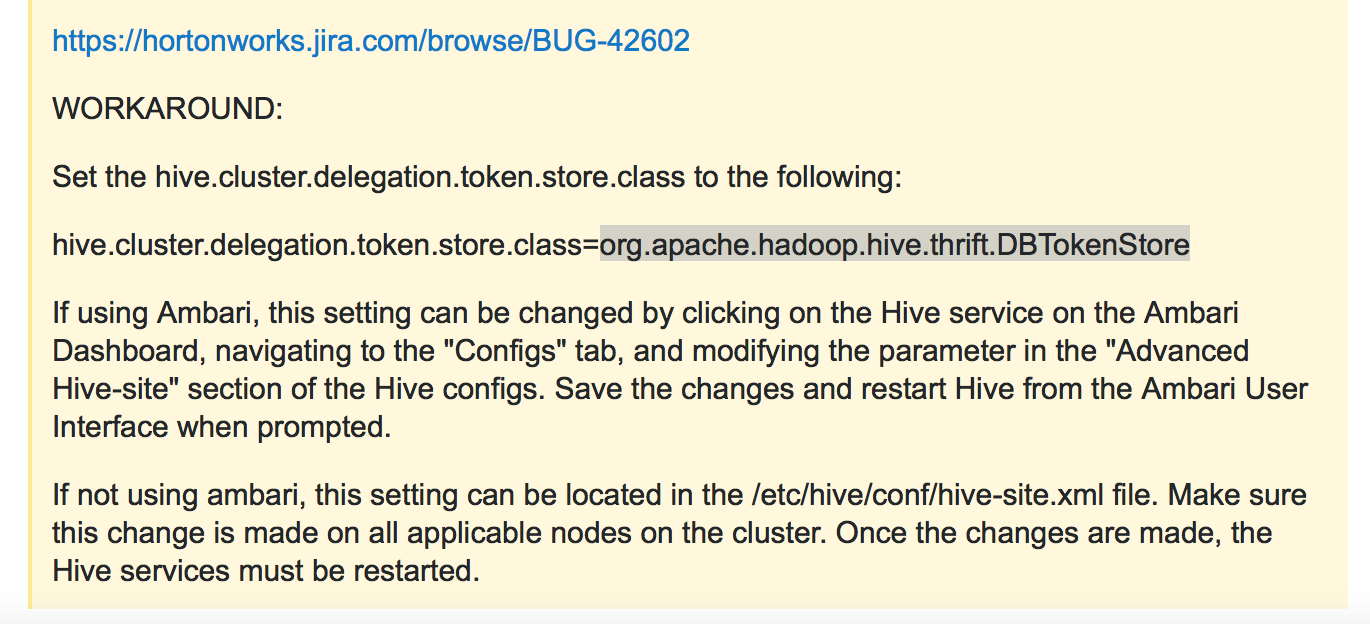 https://hortonworks.jira.com/browse/BUG-42602
WORKAROUND:
Set the hive.cluster.delegation.token.store.class to the following:
hive.cluster.delegation.token.store.class=org.apache.hadoop.hive.thrift.DBTokenStore
If using Ambari, this setting can be changed by clicking on the Hive service on the Ambari
Dashboard, navigating to the "Configs" tab, and modifying the parameter in the "Advanced
Hive-site" section of the Hive configs. Save the changes and restart Hive from the Ambari User
Interface when prompted.
If not using ambari, this setting can be located in the /etc/hive/conf/hive-site.xml file. Make sure
this change is made on all applicable nodes on the cluster. Once the changes are made, the
Hive services must be restarted.